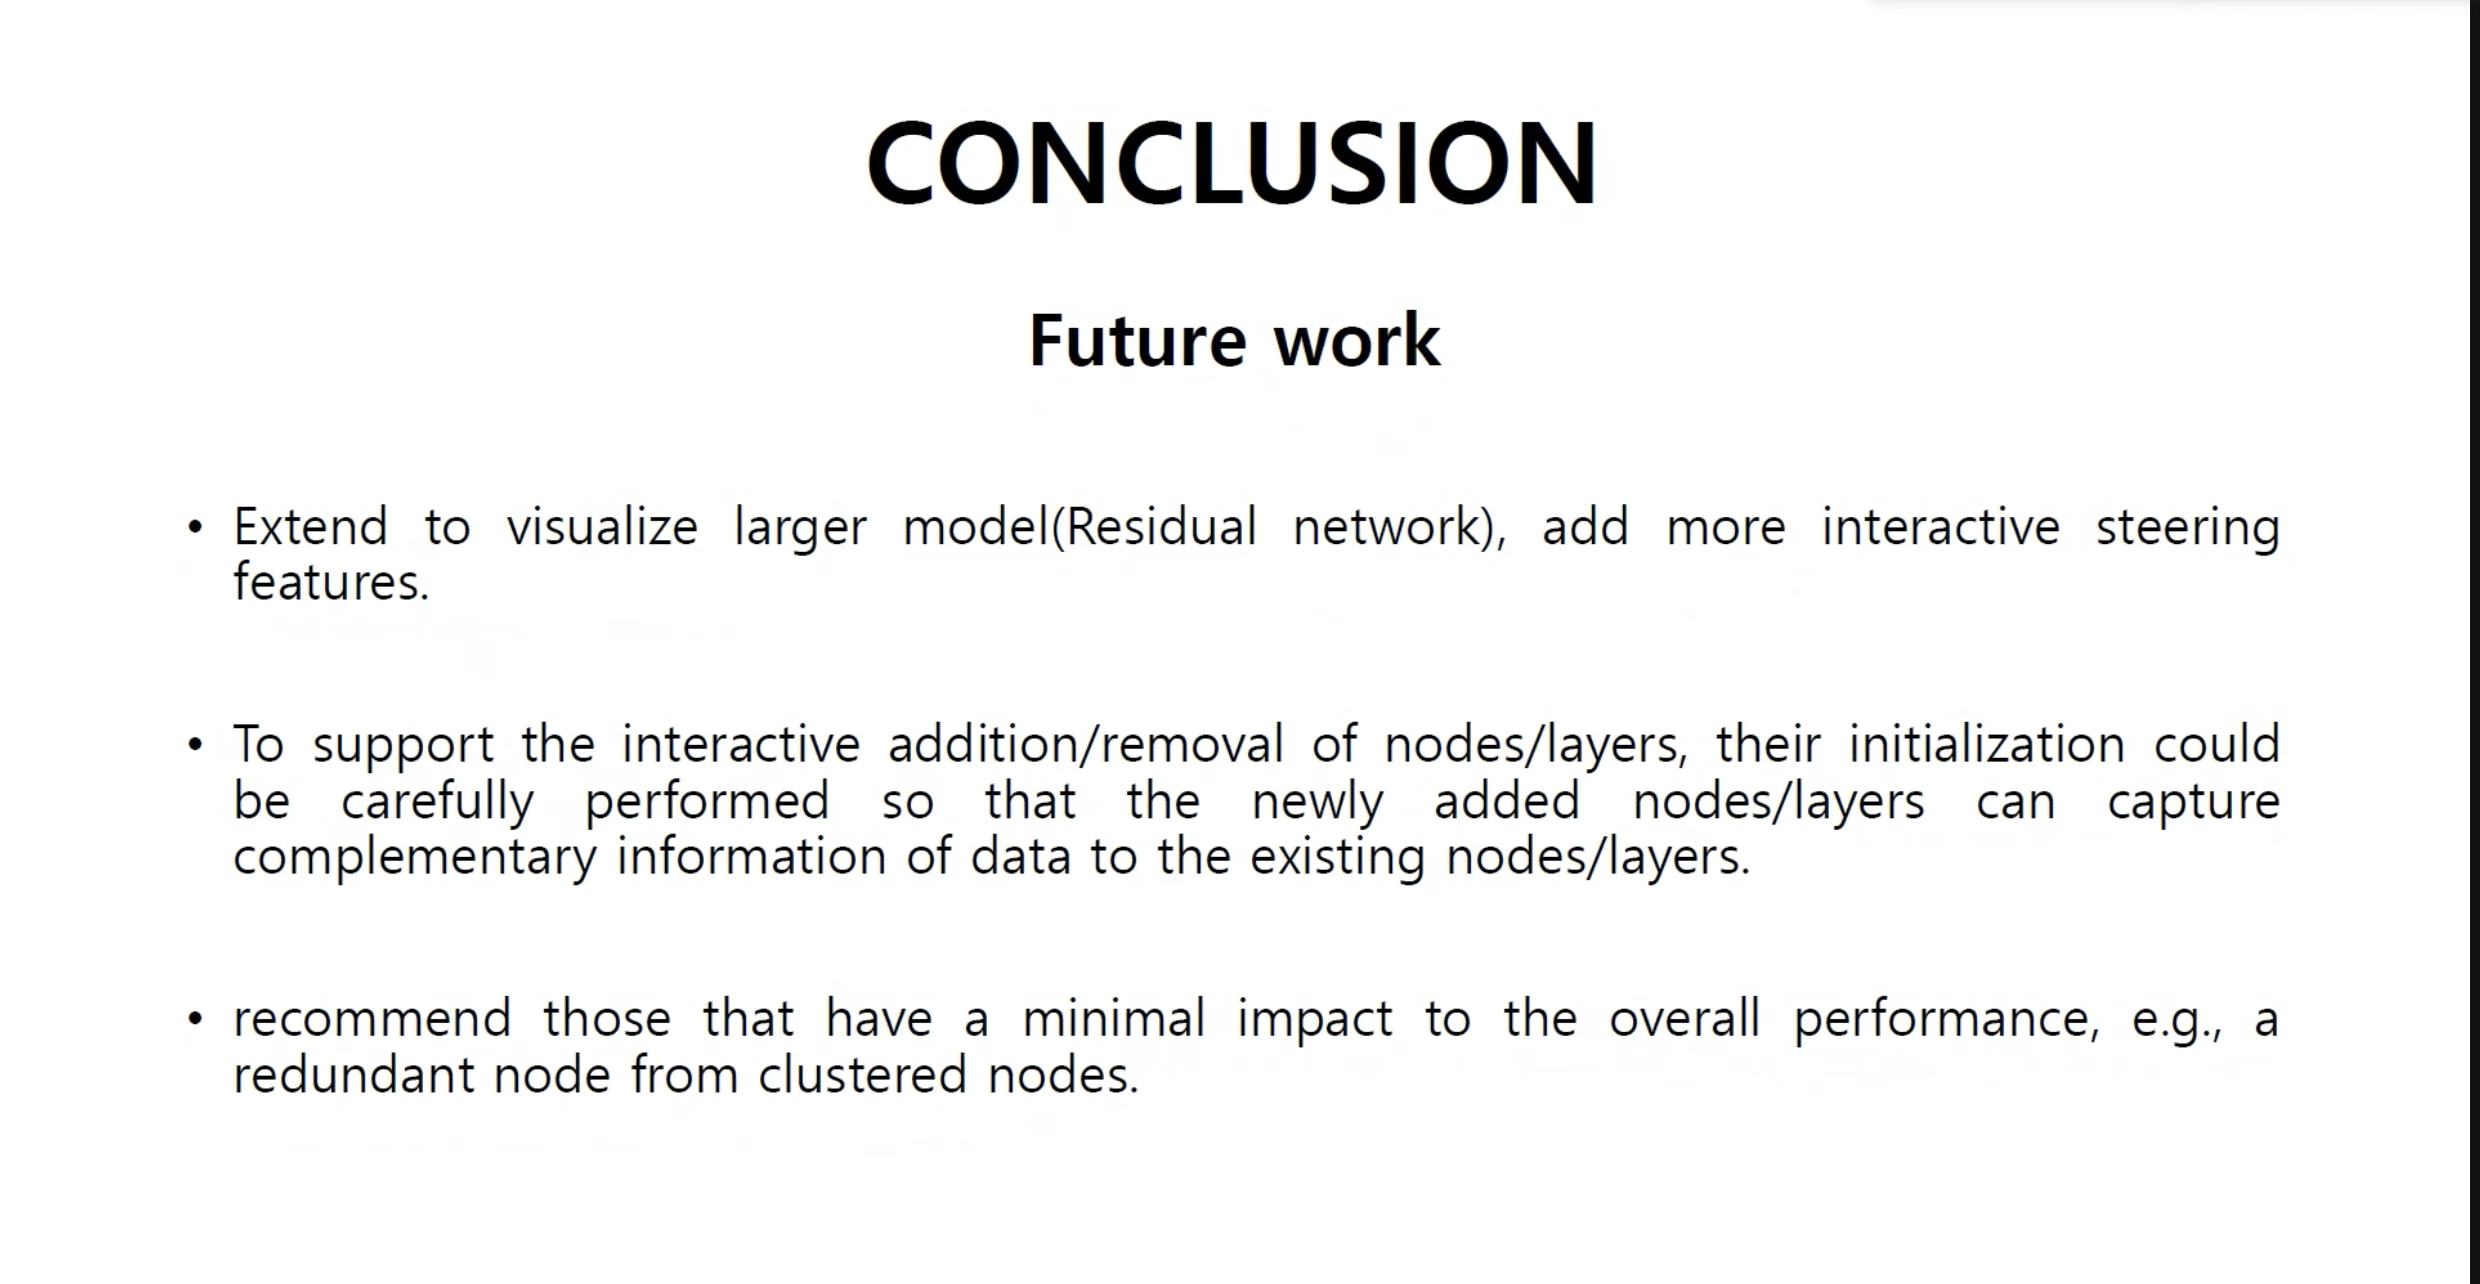 CONCLUSION
Future work
• Extend to visualize larger model(Residual network), add more interactive steering
features.
• To support the interactive addition/removal of nodes/layers, their initialization could
be carefully performed so that the newly added nodes/layers can capture
complementary information of data to the existing nodes/layers.
• recommend those that have a minimal impact to the overall performance, e.g., a
redundant node from clustered nodes.